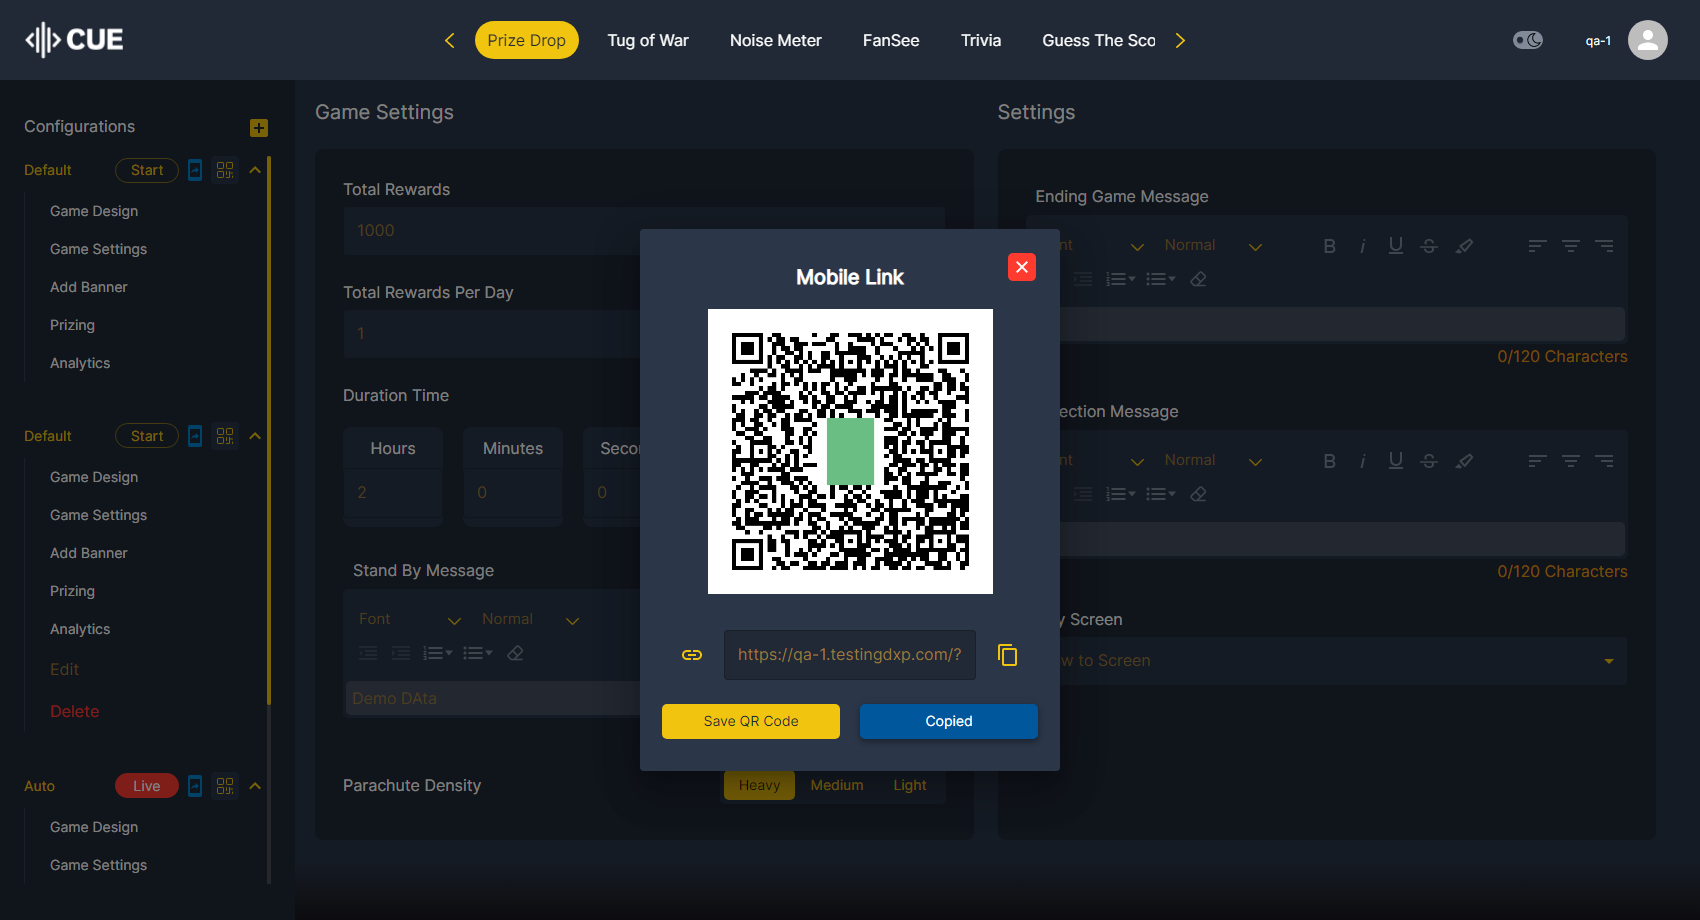 CUE
Prize Drop
Tug of War
Noise Meter
FanSee
Trivia
Guess The Sco
qa-1
Configurations
Default
Start
Game Design
Game Settings
Add Banner
Prizing
Analytics
Default
Start
Game Design
Game Settings
Add Banner
Prizing
Analytics
Edit
Delete
Auto
Live
Game Design
Game Settings
Game Settings
Total Rewards
1000
Total Rewards Per Day
1
Duration Time
Hours
Minutes
Secon
2
0
0
Stand By Message
Font
Normal
Demo DAta
Parachute Density
Heavy
Medium
Light
Settings
Ending Game Message
nt
Normal
B i U S
0/120 Characters
ection Message
nt
Normal
B i U S
0/120 Characters
y Screen
w to Screen
Mobile Link
https://qa-1.testingdxp.com/?
Save QR Code
Copied